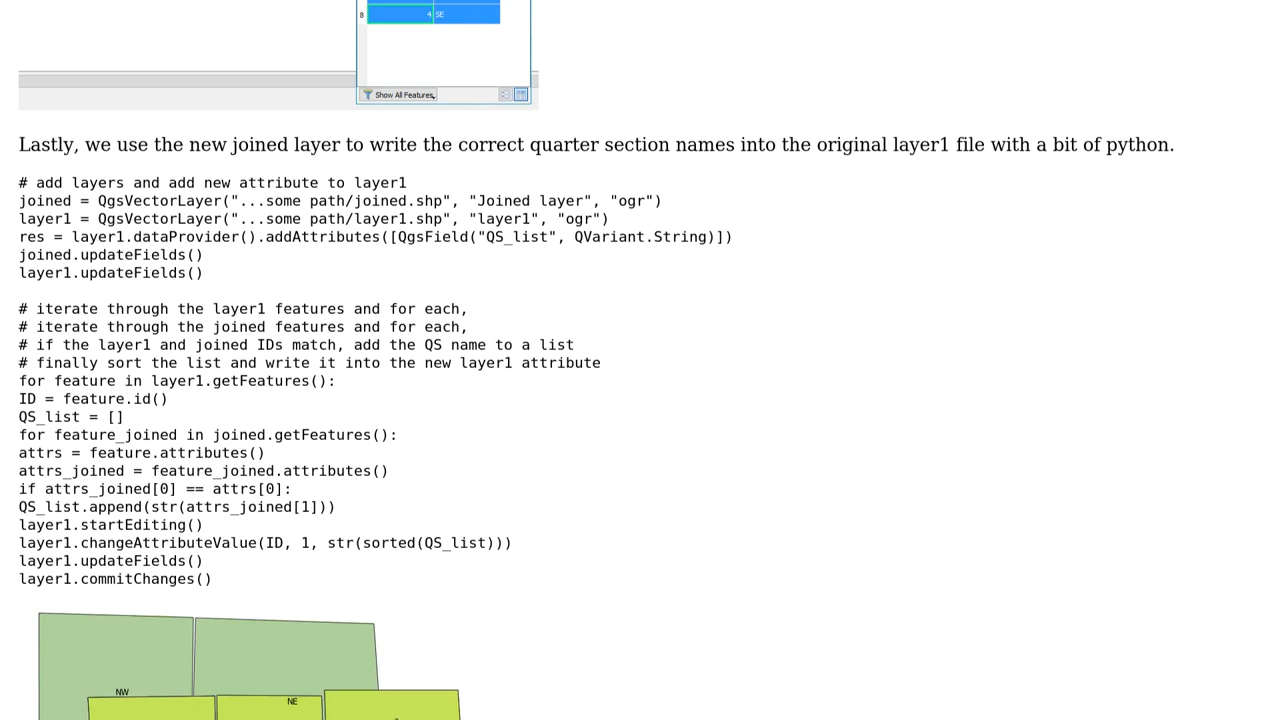 8 4 SE
Show All Features
Lastly, we use the new joined layer to write the correct quarter section names into the original layer1 file with a bit of python.
# add layers and add new attribute to layer1
joined = QgsVectorLayer("...some path/joined.shp", "Joined layer", "ogr")
layer1 = QgsVectorLayer("...some path/layer1.shp", "layer1", "ogr")
res = layer1.dataProvider().addAttributes([QgsField("QS_list", QVariant.String)])
joined.updateFields()
layer1.updateFields()
# iterate through the layer1 features and for each,
# iterate through the joined features and for each,
# if the layer1 and joined IDs match, add the QS name to a list
# finally sort the list and write it into the new layer1 attribute
for feature in layer1.getFeatures():
ID = feature.id()
QS_list = []
for feature_joined in joined.getFeatures():
attrs = feature.attributes()
attrs_joined = feature_joined.attributes()
if attrs_joined[0] == attrs[0]:
QS_list.append(str(attrs_joined[1]))
layer1.startEditing()
layer1.changeAttributeValue(ID, 1, str(sorted(QS_list)))
layer1.updateFields()
layer1.commitChanges()
NW
NE